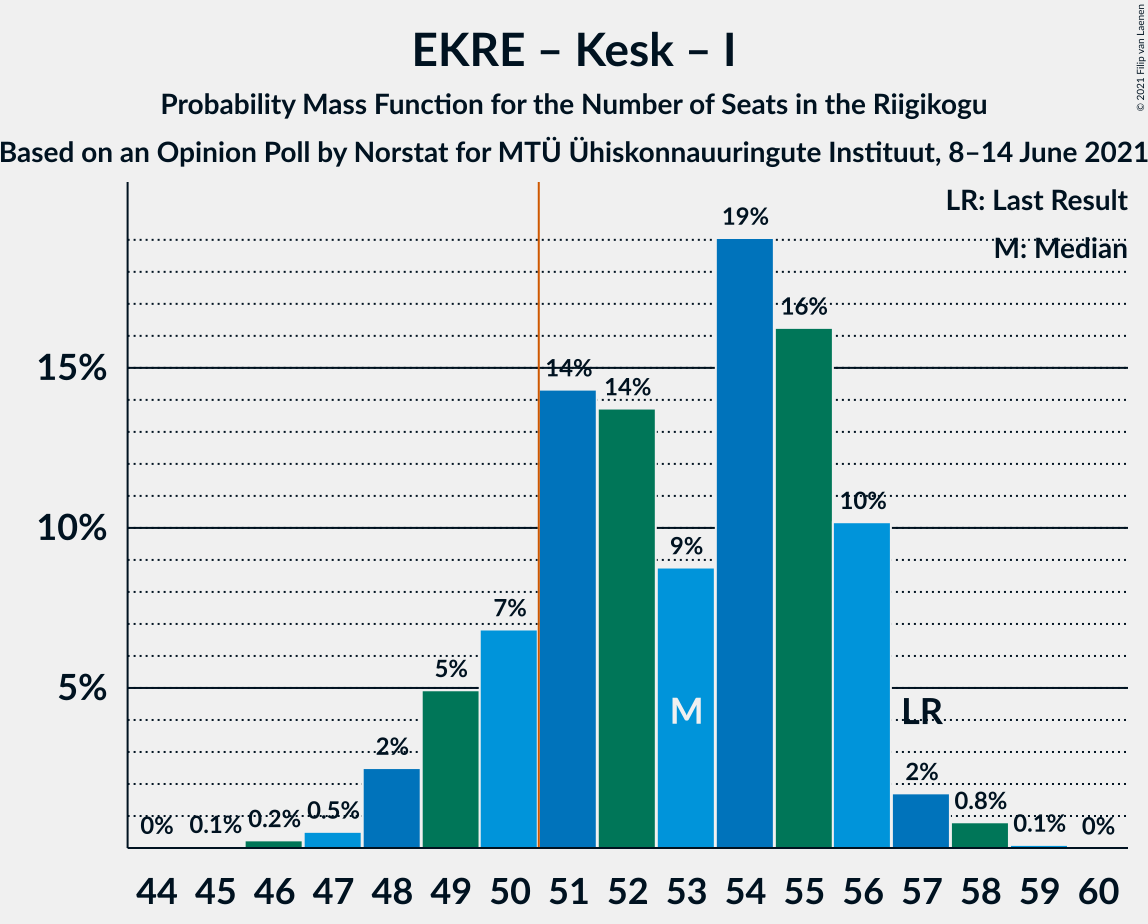 EKRE – Kesk – I
Probability Mass Function for the Number of Seats in the Riigikogu
Based on an Opinion Poll by Norstat for MTÜ Ühiskonnauuringute Instituut, 8–14 June 2021
© 2021 Filip van Laenen
LR: Last Result
M: Median
15%
10%
5%
0%
0.1%
0.2%
0.5%
2%
5%
7%
14%
14%
9%
19%
16%
10%
2%
0.8%
0.1%
0%
M
LR
44 45 46 47 48 49 50 51 52 53 54 55 56 57 58 59 60